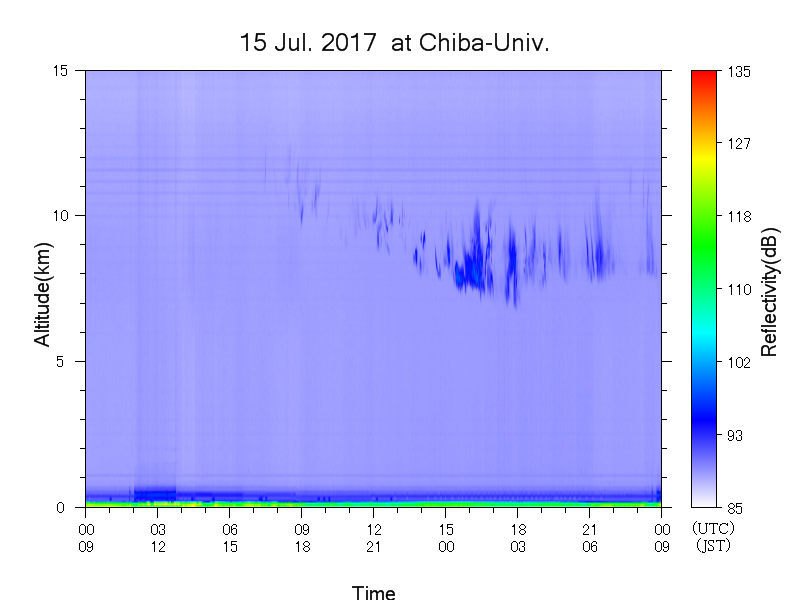 15 Jul. 2017 at Chiba-Univ.
15
10
5
0
Altitude(km)
00 03 06 09 12 15 18 21 00 (UTC)
09 12 15 18 21 00 03 06 09 (JST)
Time
135
127
118
110
102
93
85
Reflectivity(dB)